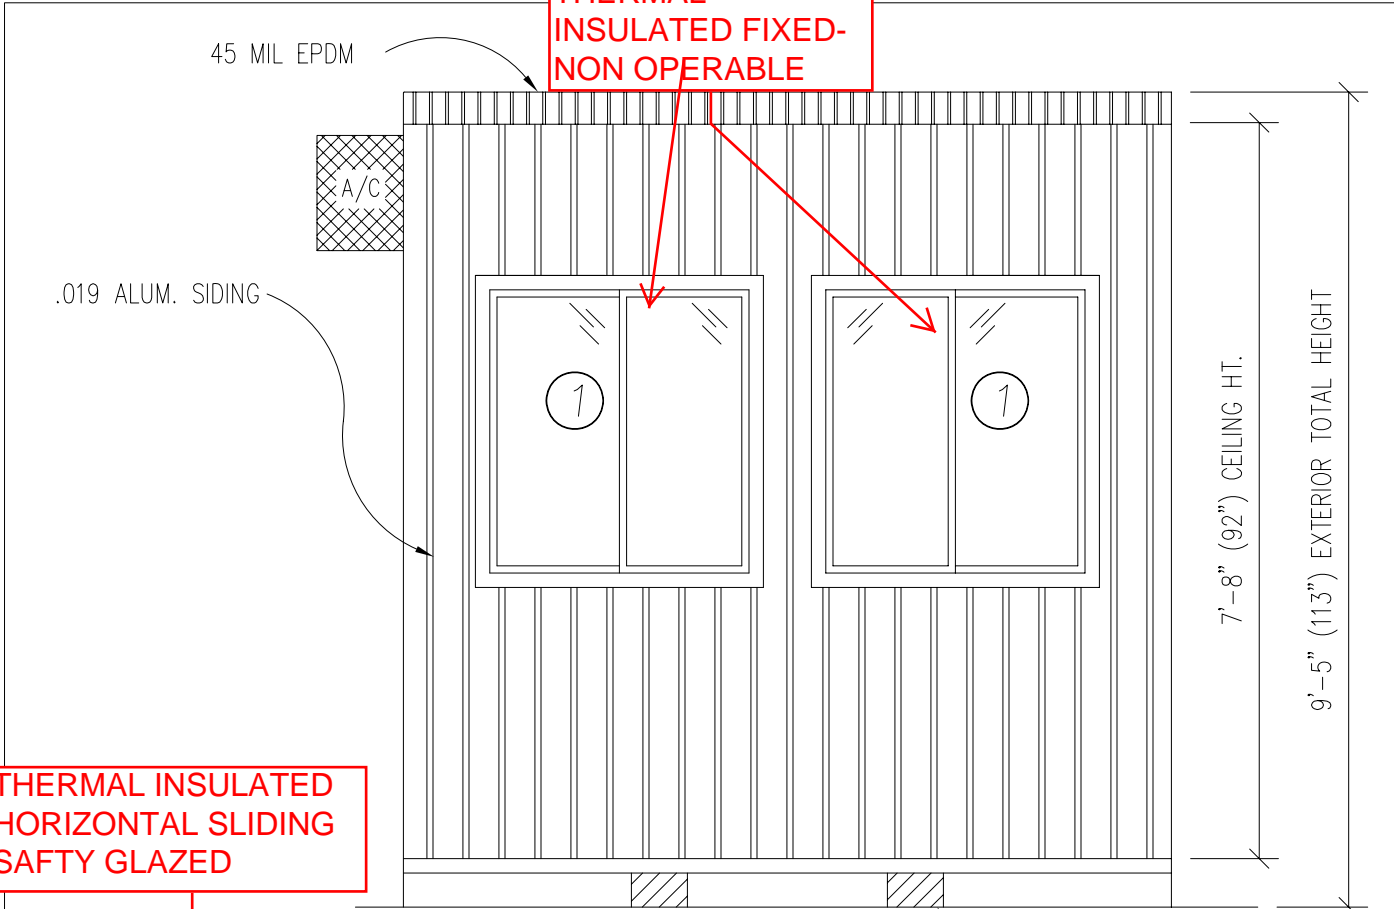 THERMAL
INSULATED FIXED-
NON OPERABLE
45 MIL EPDM
A/C
.019 ALUM. SIDING
1
1
7'-8" (92") CEILING HT.
9'-5" (113") EXTERIOR TOTAL HEIGHT
THERMAL INSULATED
HORIZONTAL SLIDING
SAFTY GLAZED